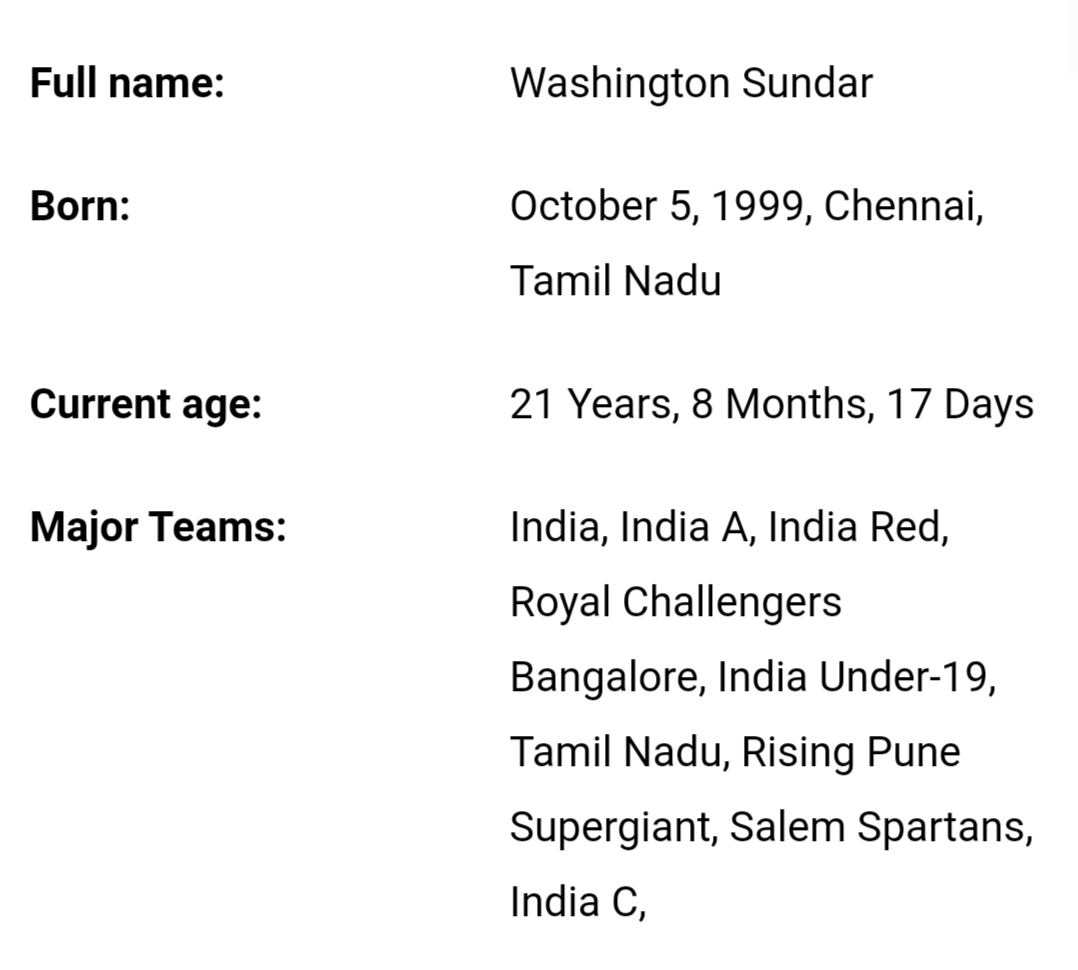 Full name: Washington Sundar
Born: October 5, 1999, Chennai,
Tamil Nadu
Current age: 21 Years, 8 Months, 17 Days
Major Teams: India, India A, India Red,
Royal Challengers
Bangalore, India Under-19,
Tamil Nadu, Rising Pune
Supergiant, Salem Spartans,
India C,